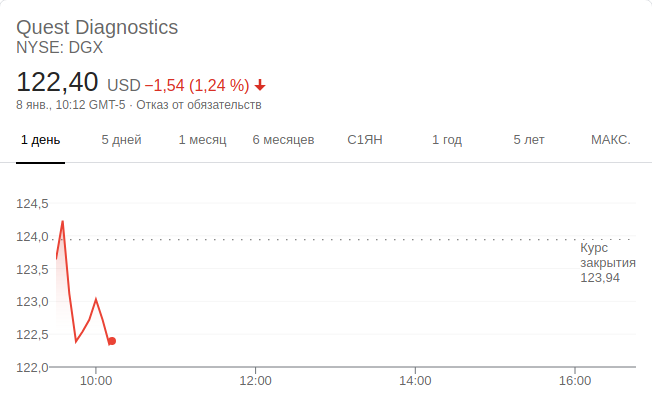 Quest Diagnostics
NYSE: DGX
122,40 USD −1,54 (1,24 %)
8 янв., 10:12 GMT-5 · Отказ от обязательств
1 день 5 дней 1 месяц 6 месяцев С1ЯН 1 год 5 лет МАКС.
124,5
124,0
Курс
закрытия
123,94
123,5
123,0
122,5
122,0
10:00 12:00 14:00 16:00